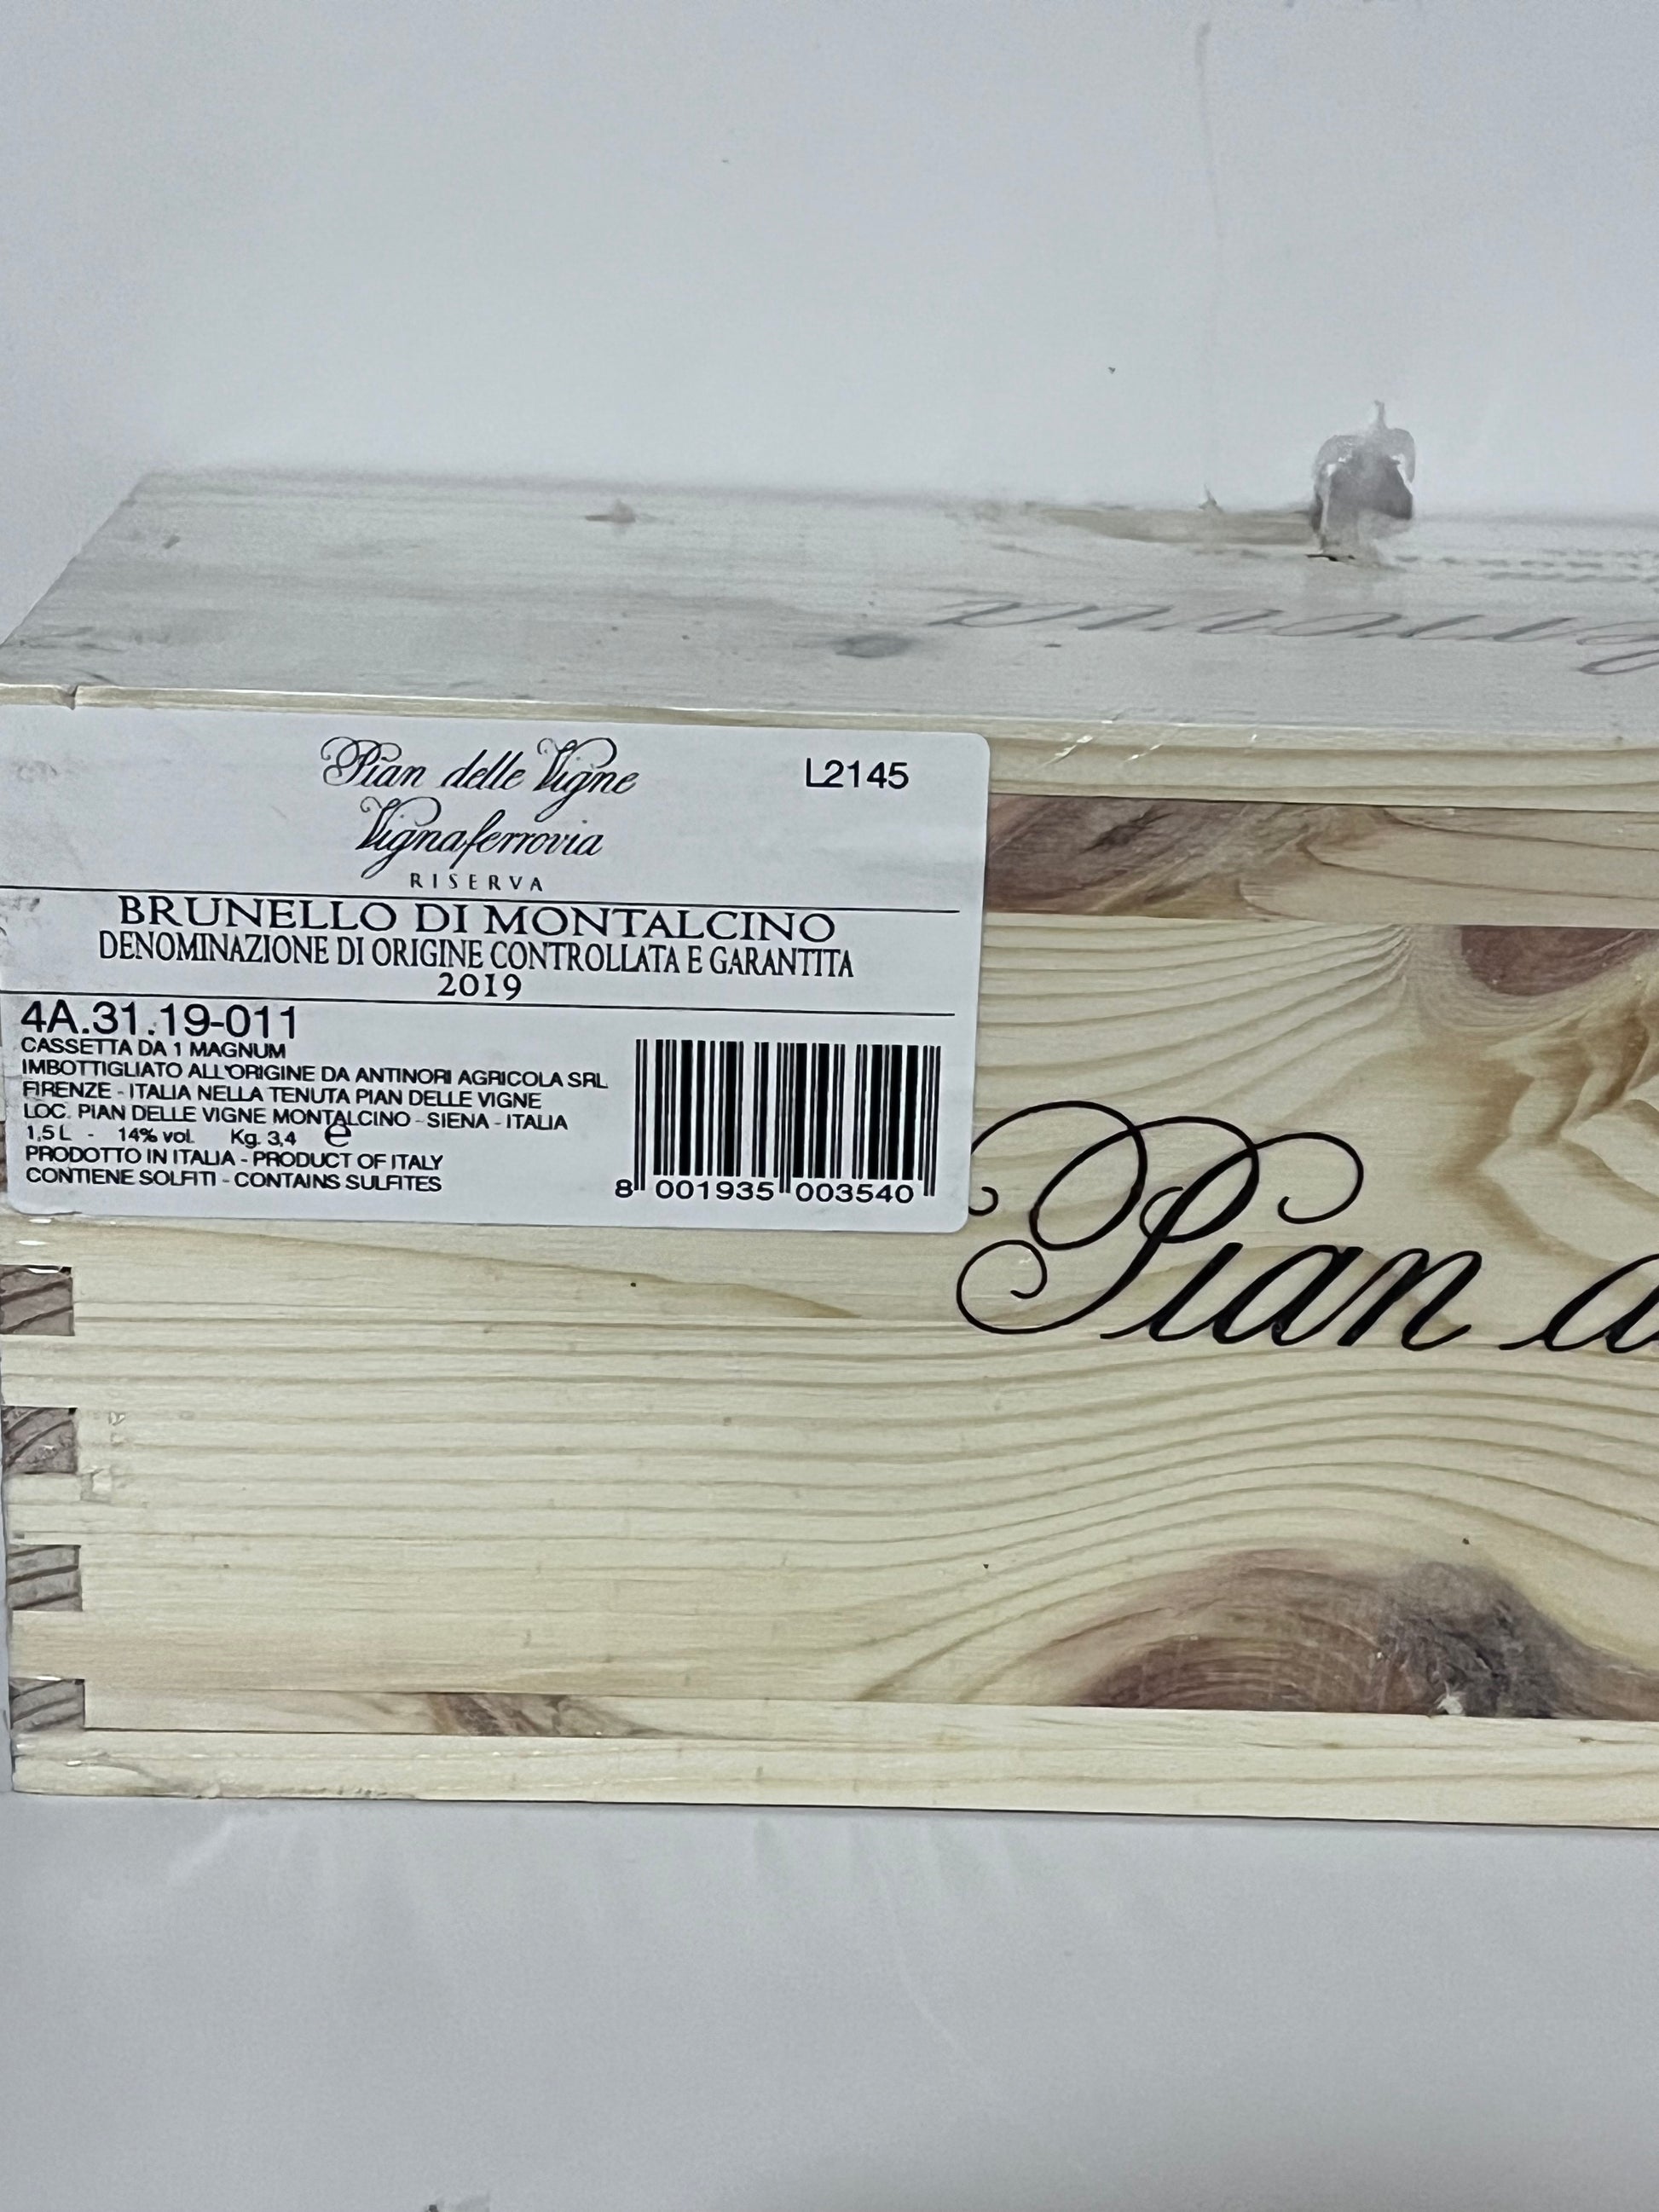 Pian delle Vigne
L2145
Vignaferrovia
RISERVA
BRUNELLO DI MONTALCINO
DENOMINAZIONE DI ORIGINE CONTROLLATA E GARANTITA
2019
4A.31.19-011
CASSETTA DA 1 MAGNUM
IMBOTTIGLIATO ALL'ORIGINE DA ANTINORI AGRICOLA SRL
FIRENZE - ITALIA NELLA TENUTA PIAN DELLE VIGNE
LOC. PIAN DELLE VIGNE MONTALCINO - SIENA - ITALIA
1,5 L - 14% vol. Kg. 3,4 e
PRODOTTO IN ITALIA - PRODUCT OF ITALY
CONTIENE SOLFITI - CONTAINS SULFITES
8 001935 003540
Pian d